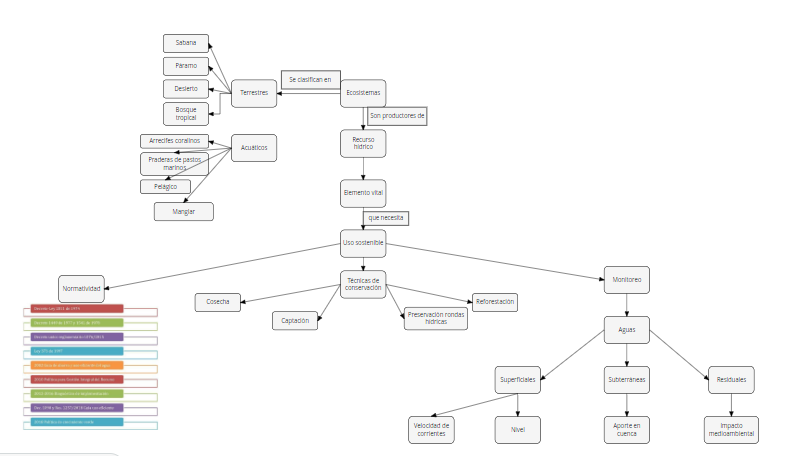 Sabana
Páramo
Desierto
Bosque
tropical
Terrestres
Se clasifican en
Ecosistemas
Son productores de
Arrecifes coralinos
Praderas de pastos
marinos
Pelágico
Manglar
Acuáticos
Recurso
hídrico
Elemento vital
que necesita
Uso sostenible
Normatividad
Técnicas de
conservación
Monitoreo
Cosecha
Captación
Preservación rondas
hídricas
Reforestación
Aguas
Superficiales
Subterráneas
Residuales
Velocidad de
corrientes
Nivel
Aporte en
cuenca
Impacto
medioambiental